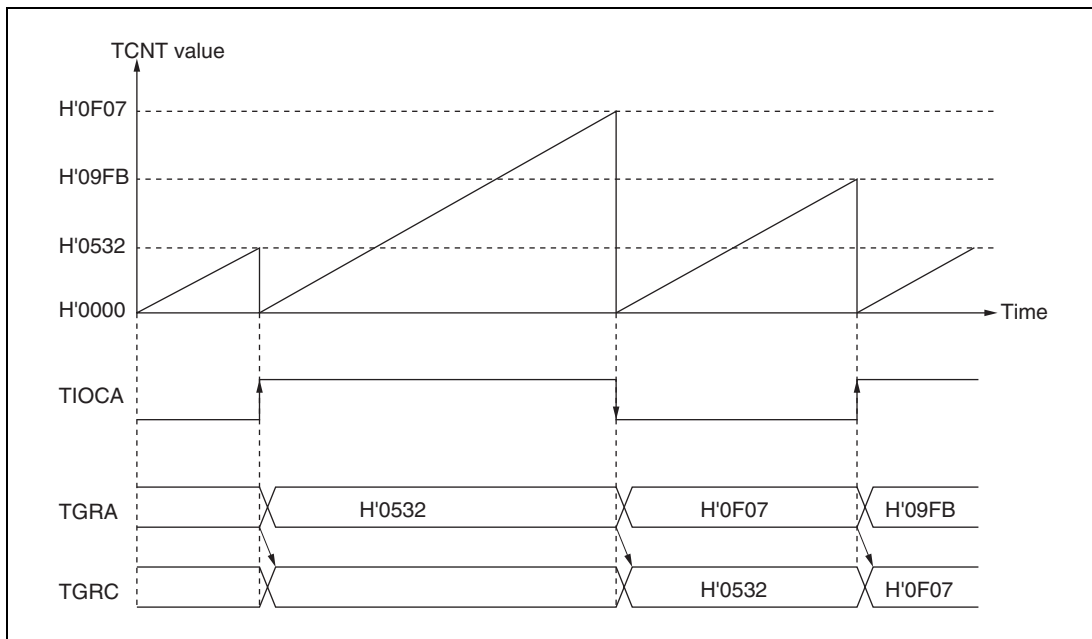 TCNT value
H'0F07
H'09FB
H'0532
H'0000
Time
TIOCA
TGRA
H'0532
H'0F07
H'09FB
TGRC
H'0532
H'0F07